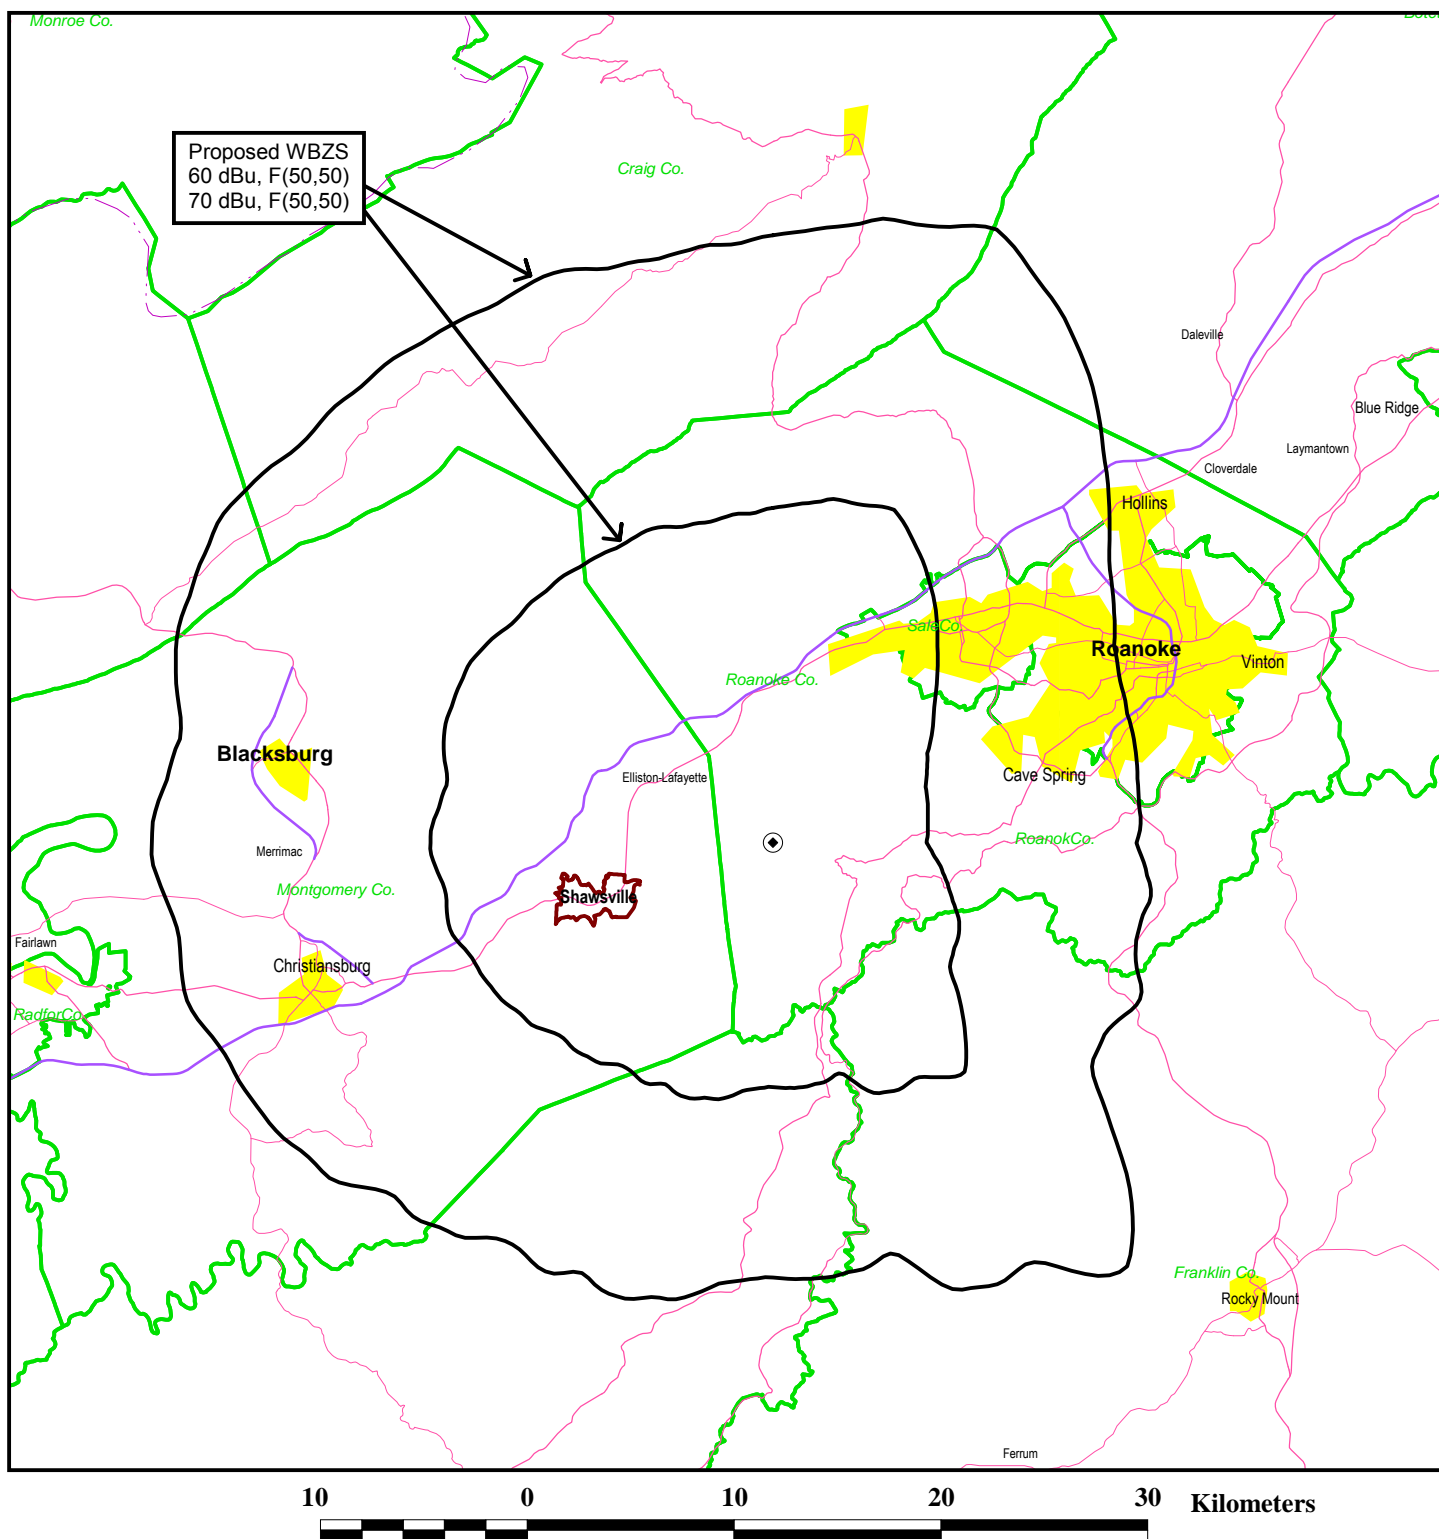 Monroe Co.
Proposed WBZS
60 dBu, F(50,50)
70 dBu, F(50,50)
Craig Co.
Daleville
Blue Ridge
Laymantown
Cloverdale
Hollins
SaleCo.
Roanoke
Vinton
Roanoke Co.
Blacksburg
Elliston-Lafayette
Cave Spring
RoanokCo.
Merrimac
Montgomery Co.
Shawsville
Fairlawn
Christiansburg
RadforCo.
Franklin Co.
Rocky Mount
Ferrum
10 0 10 20 30 Kilometers